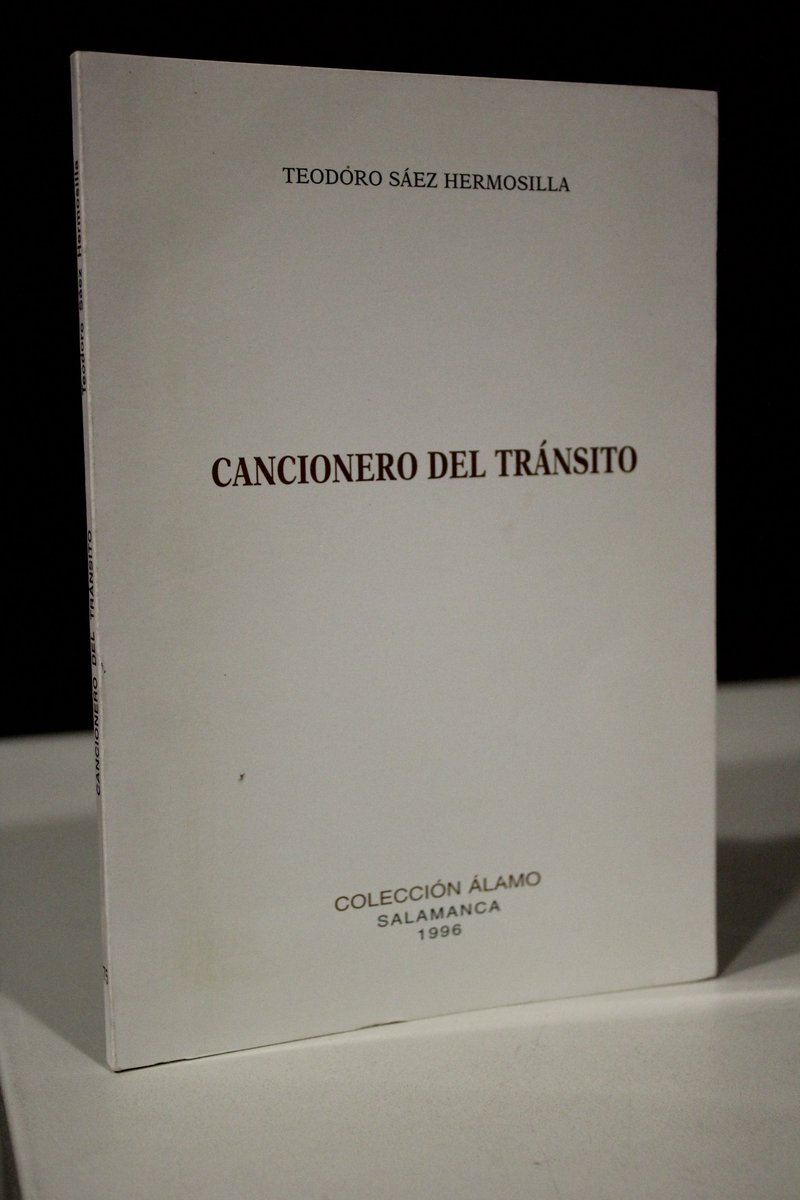 TEODÓRO SÁEZ HERMOSILLA
CANCIONERO DEL TRÁNSITO
COLECCIÓN ÁLAMO
SALAMANCA
1996
Teodoro Sáez Hermosilla
CANCIONERO DEL TRÁNSITO